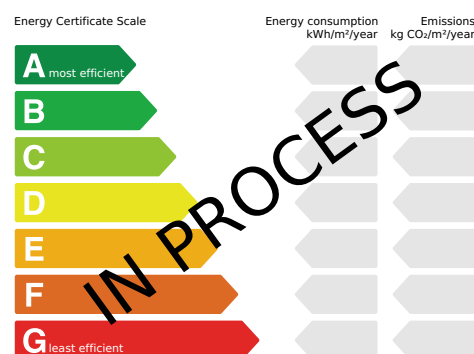 Energy Certificate Scale
Energy consumption
kWh/m²/year
Emissions
kg CO₂/m²/year
A most efficient
B
C
D
E
F
G least efficient
IN PROCESS